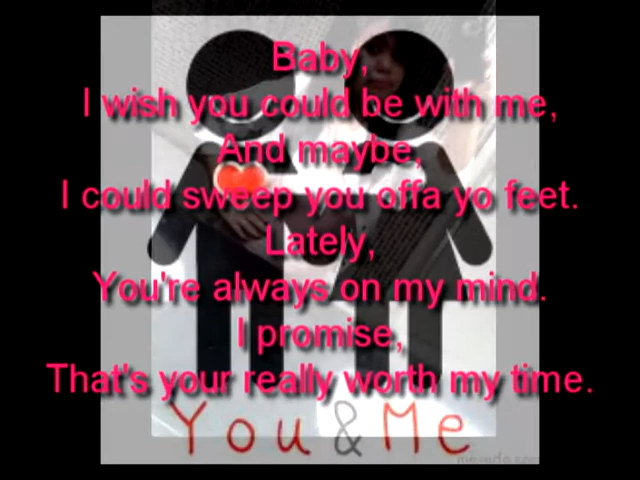 Baby,
I wish you could be with me,
And maybe,
I could sweep you offa yo feet.
Lately,
You're always on my mind.
I promise,
That's your really worth my time.
You & Me